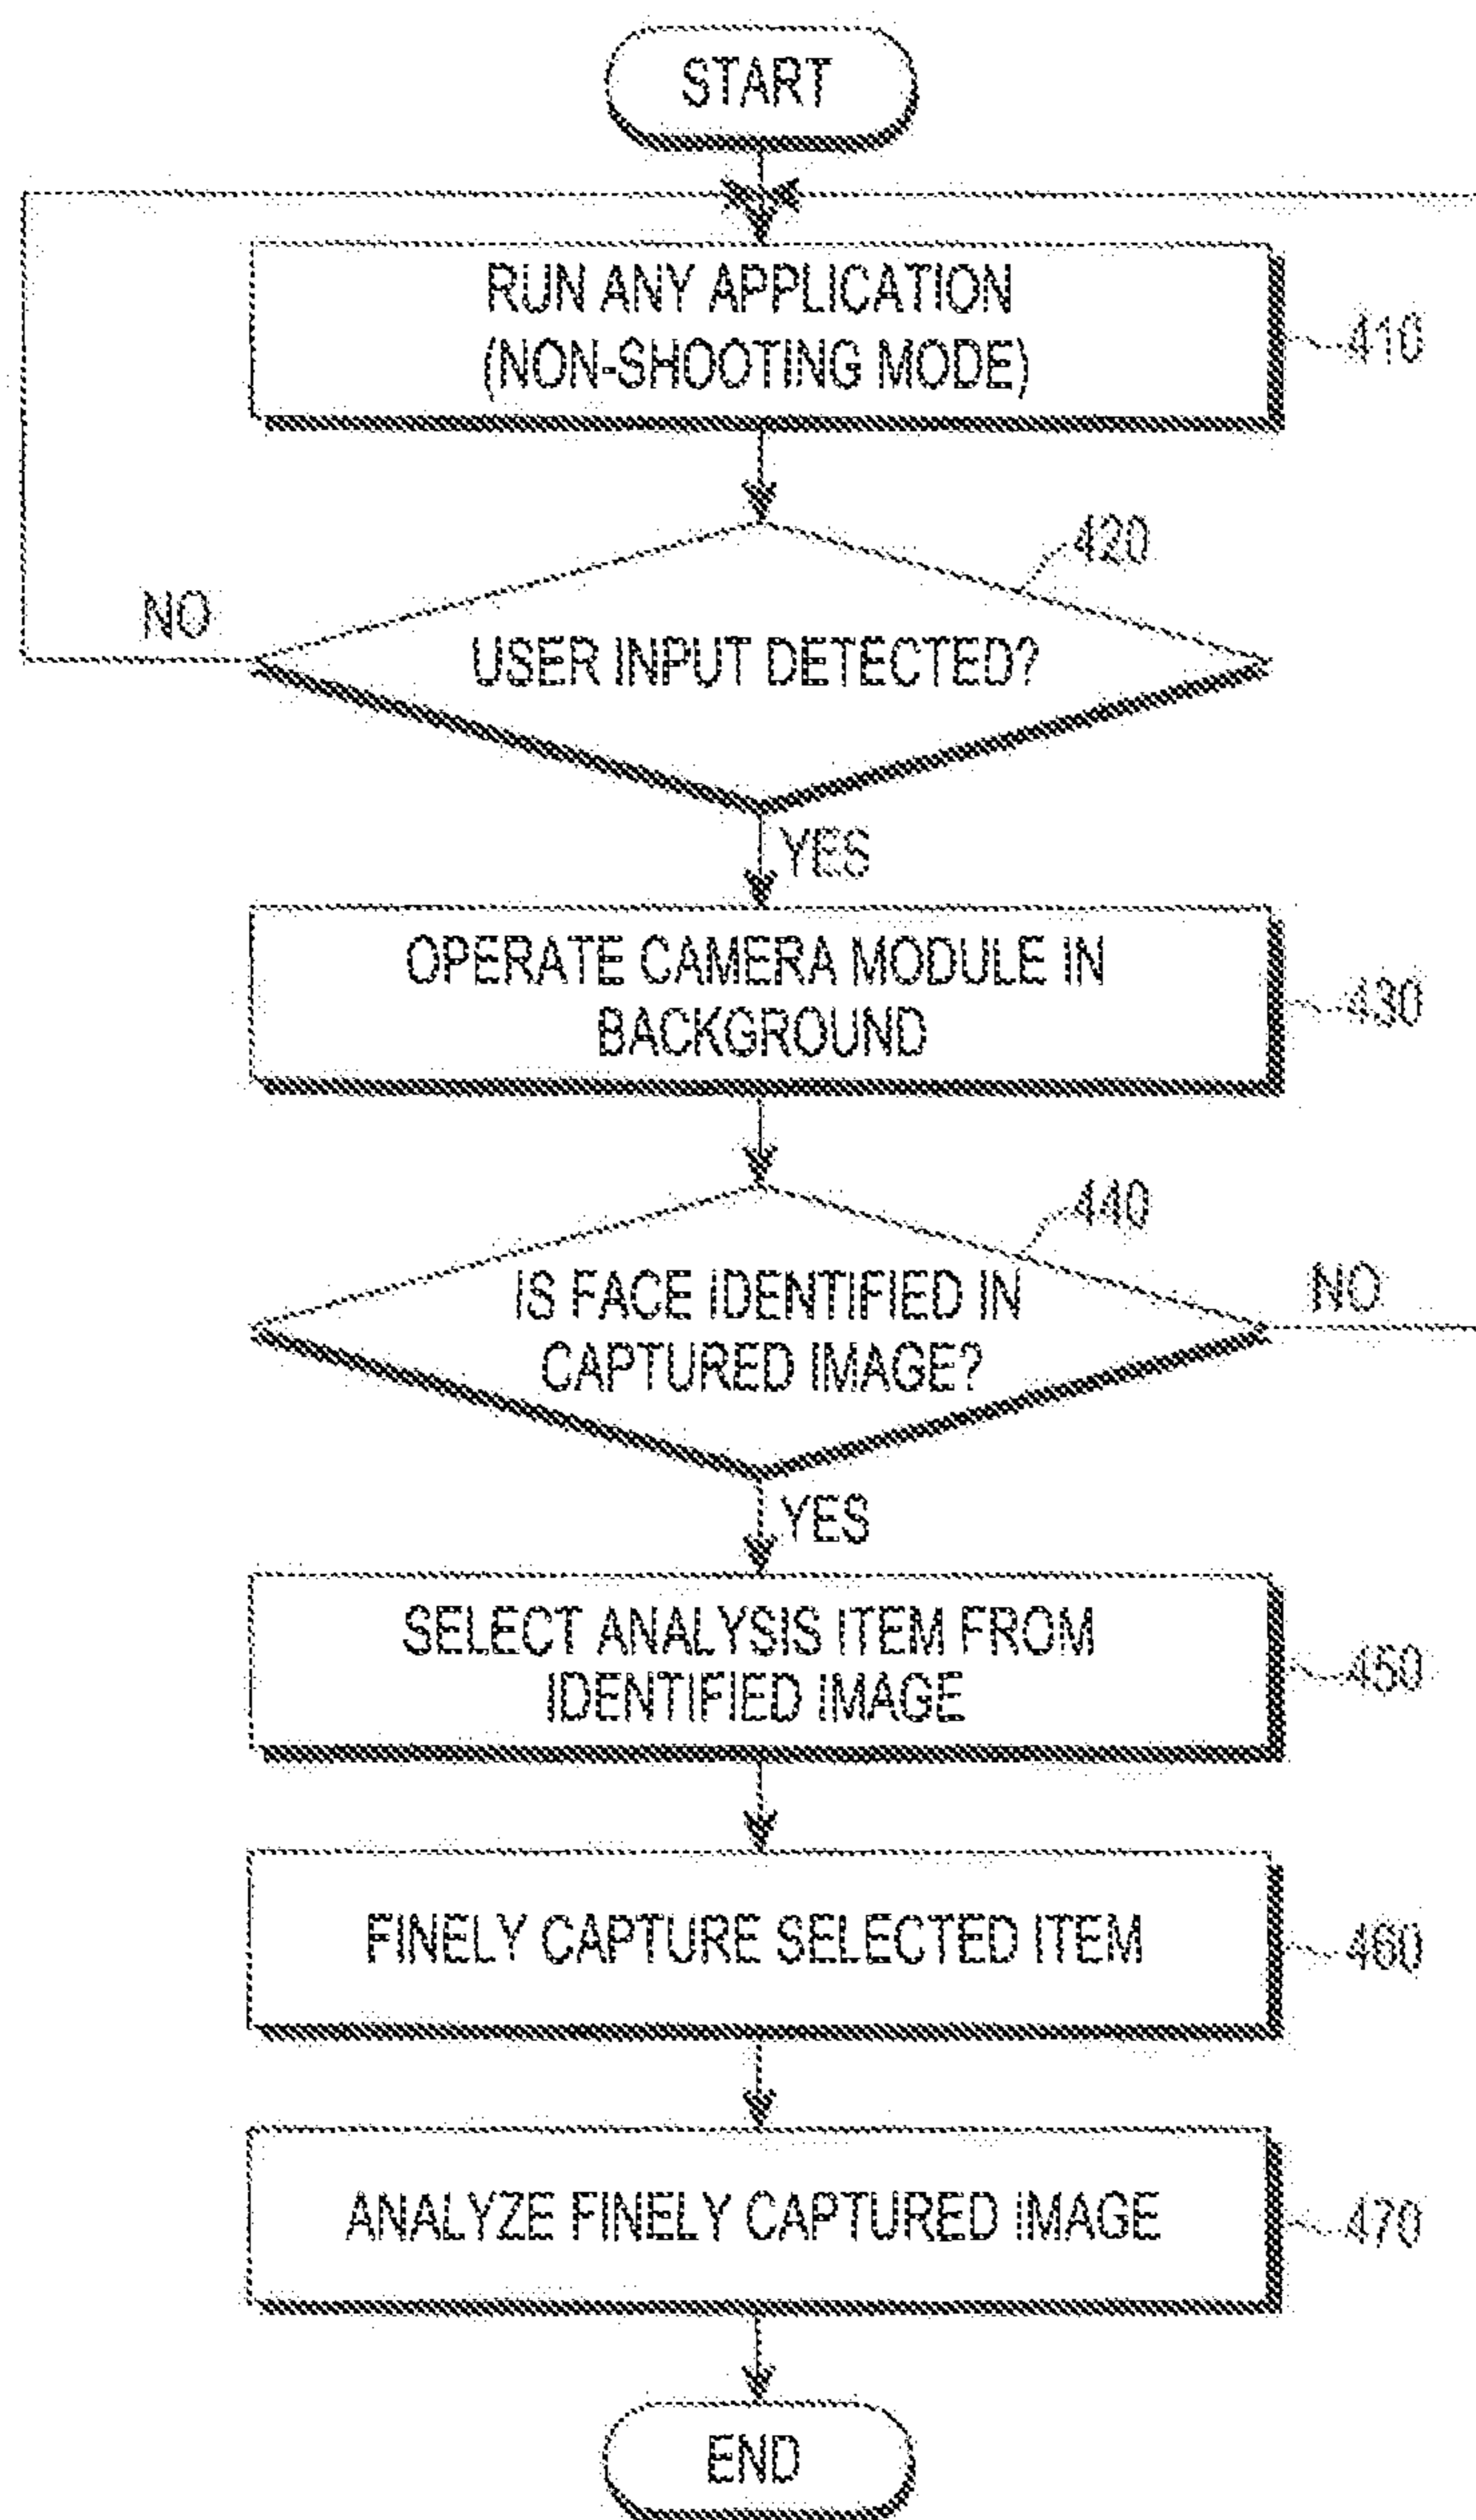 START
RUN ANY APPLICATION
(NON-SHOOTING MODE)
410
420
NO
USER INPUT DETECTED?
YES
OPERATE CAMERA MODULE IN
BACKGROUND
430
440
IS FACE IDENTIFIED IN
CAPTURED IMAGE?
NO
YES
SELECT ANALYSIS ITEM FROM
IDENTIFIED IMAGE
450
FINELY CAPTURE SELECTED ITEM
460
ANALYZE FINELY CAPTURED IMAGE
470
END